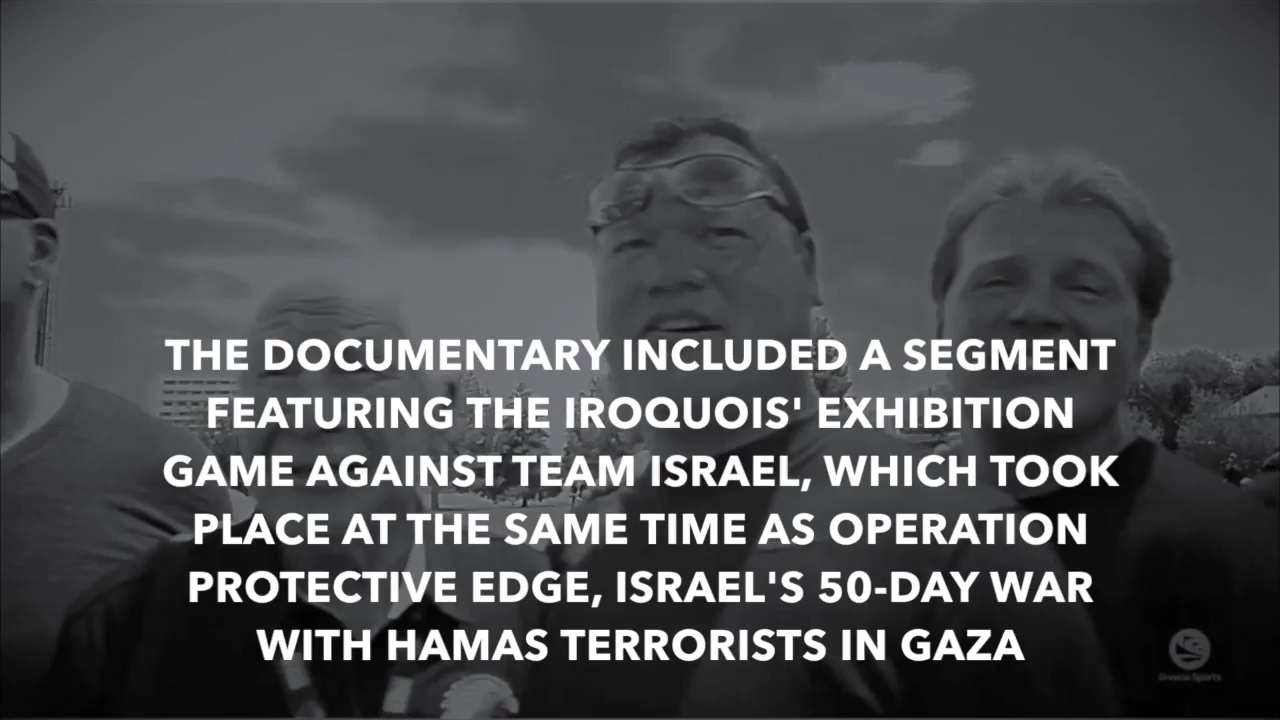 THE DOCUMENTARY INCLUDED A SEGMENT
FEATURING THE IROQUOIS' EXHIBITION
GAME AGAINST TEAM ISRAEL, WHICH TOOK
PLACE AT THE SAME TIME AS OPERATION
PROTECTIVE EDGE, ISRAEL'S 50-DAY WAR
WITH HAMAS TERRORISTS IN GAZA
Sports